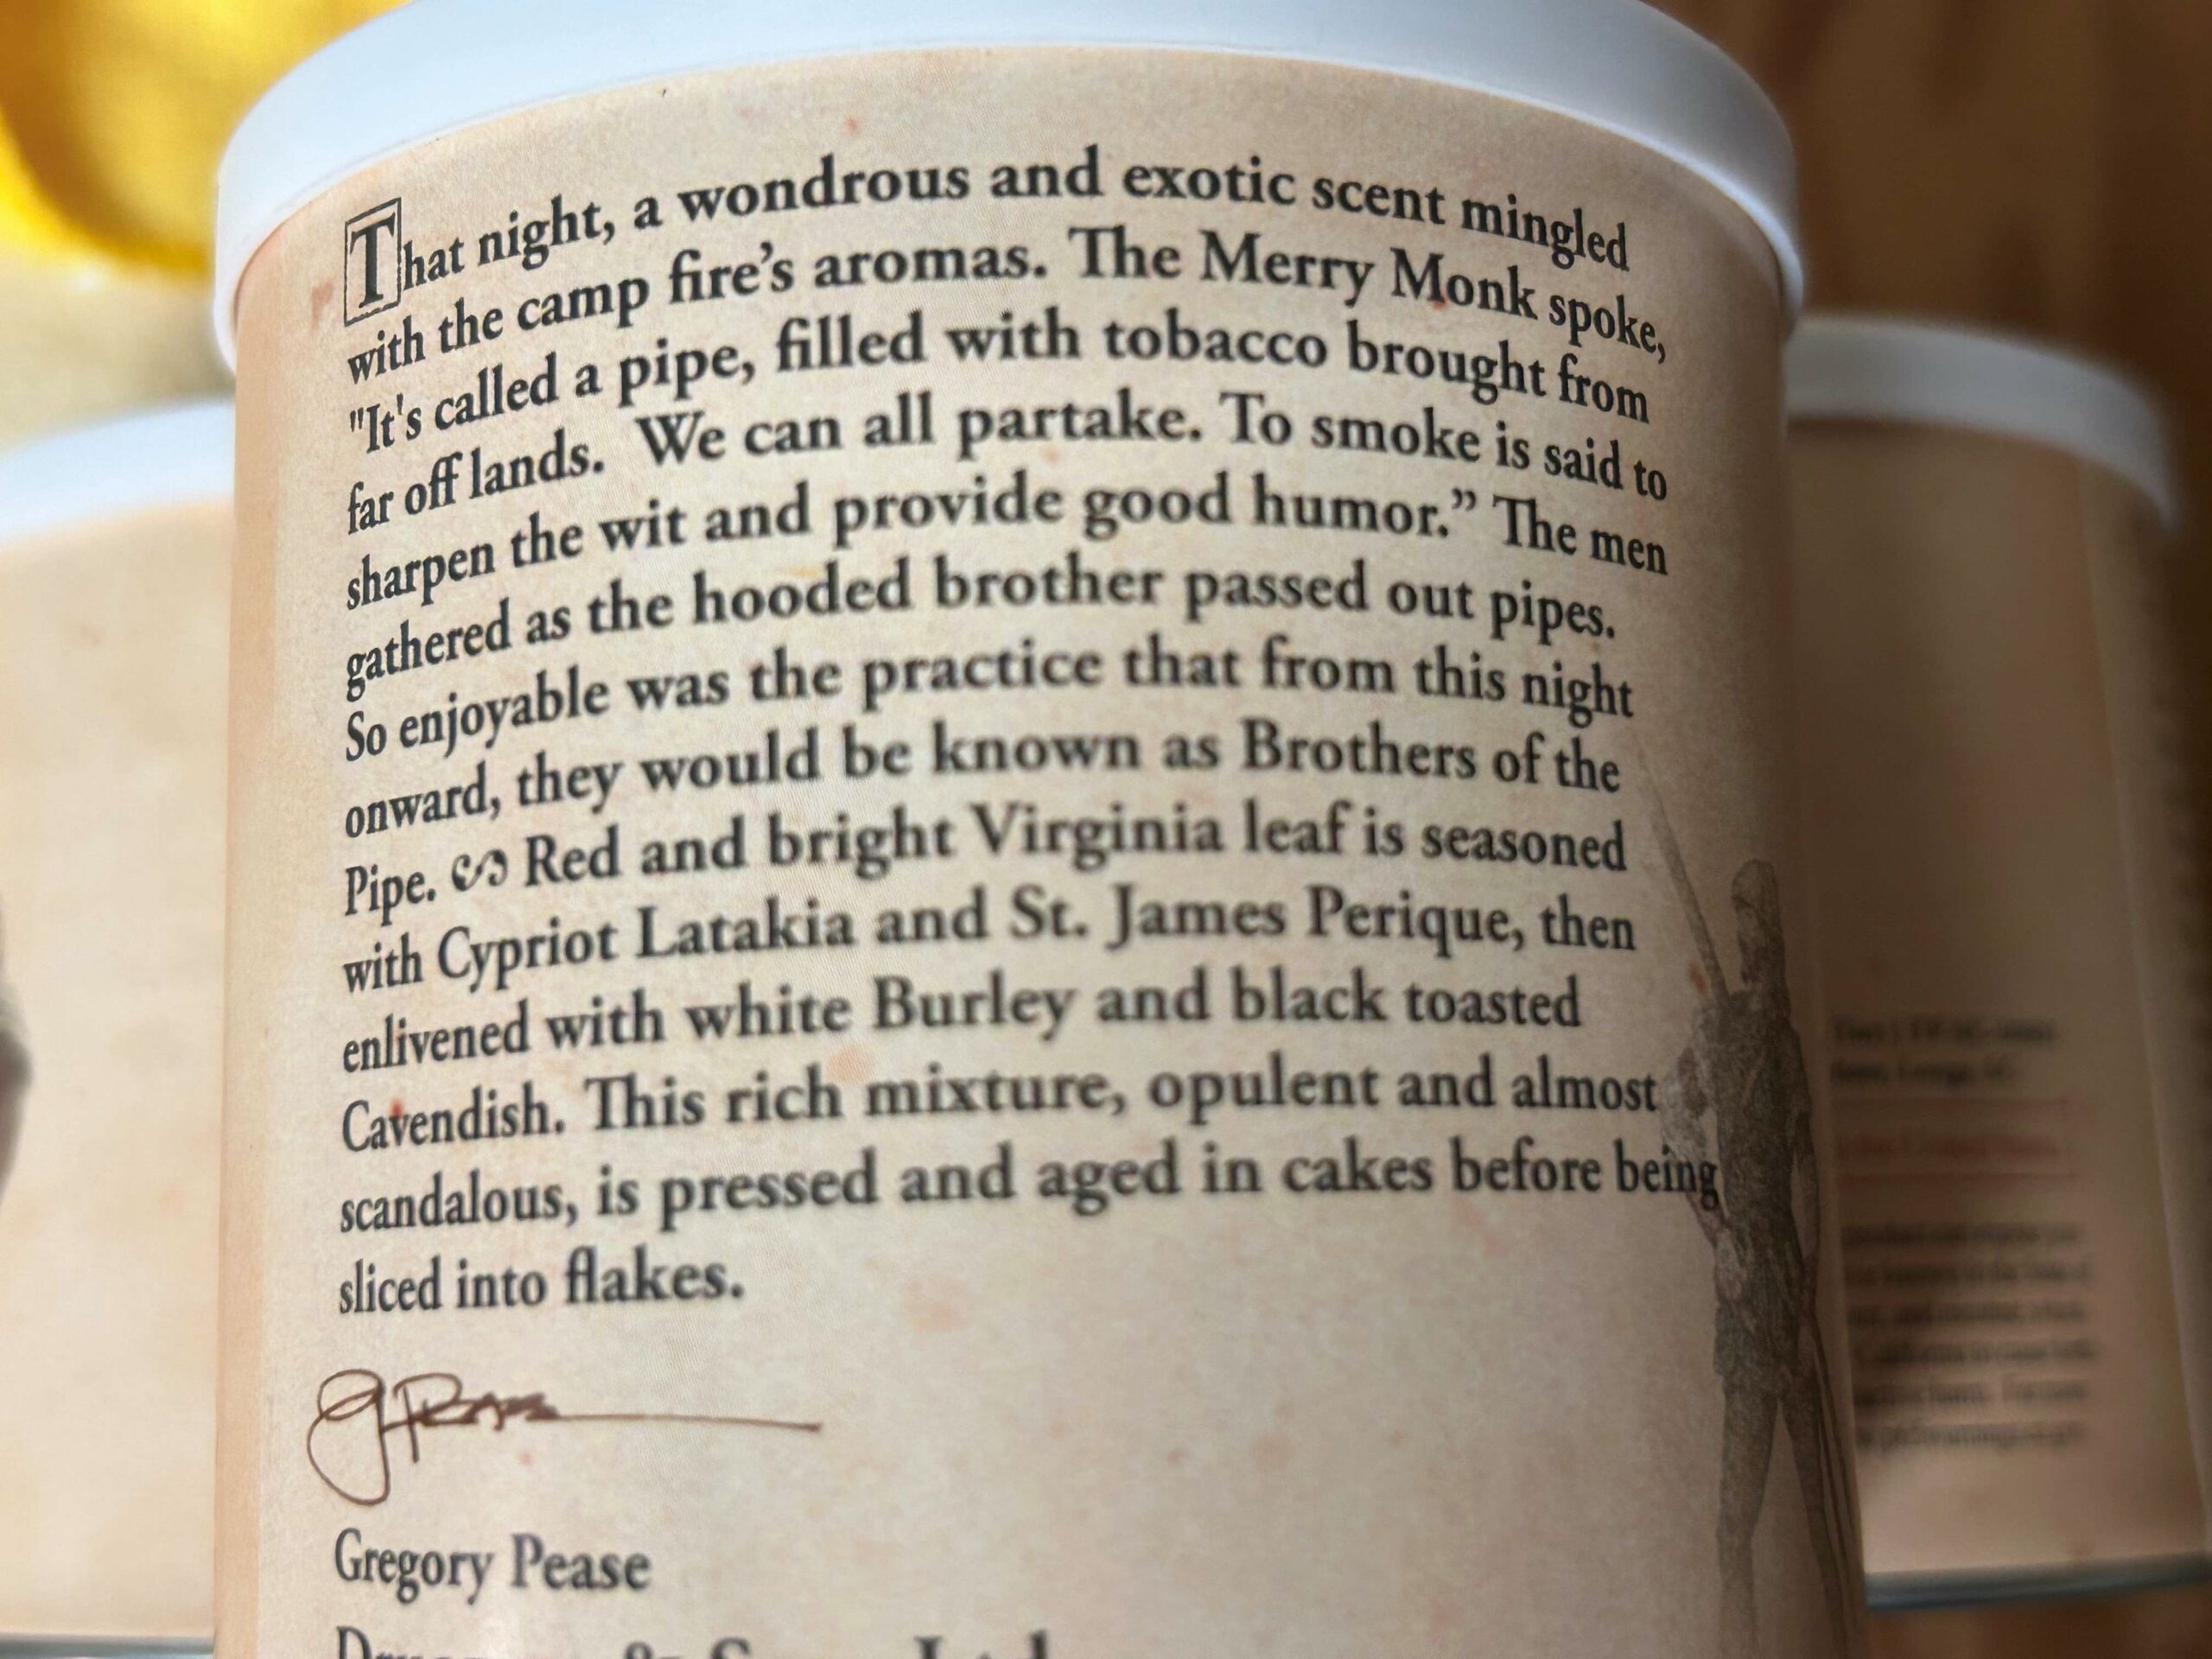 That night, a wondrous and exotic scent mingled
with the camp fire's aromas. The Merry Monk spoke,
"It's called a pipe, filled with tobacco brought from
far off lands. We can all partake. To smoke is said to
sharpen the wit and provide good humor.” The men
gathered as the hooded brother passed out pipes.
So enjoyable was the practice that from this night
onward, they would be known as Brothers of the
Pipe. Red and bright Virginia leaf is seasoned
with Cypriot Latakia and St. James Perique, then
enlivened with white Burley and black toasted
Cavendish. This rich mixture, opulent and almost
scandalous, is pressed and aged in cakes before being
sliced into flakes.
Gregory Pease